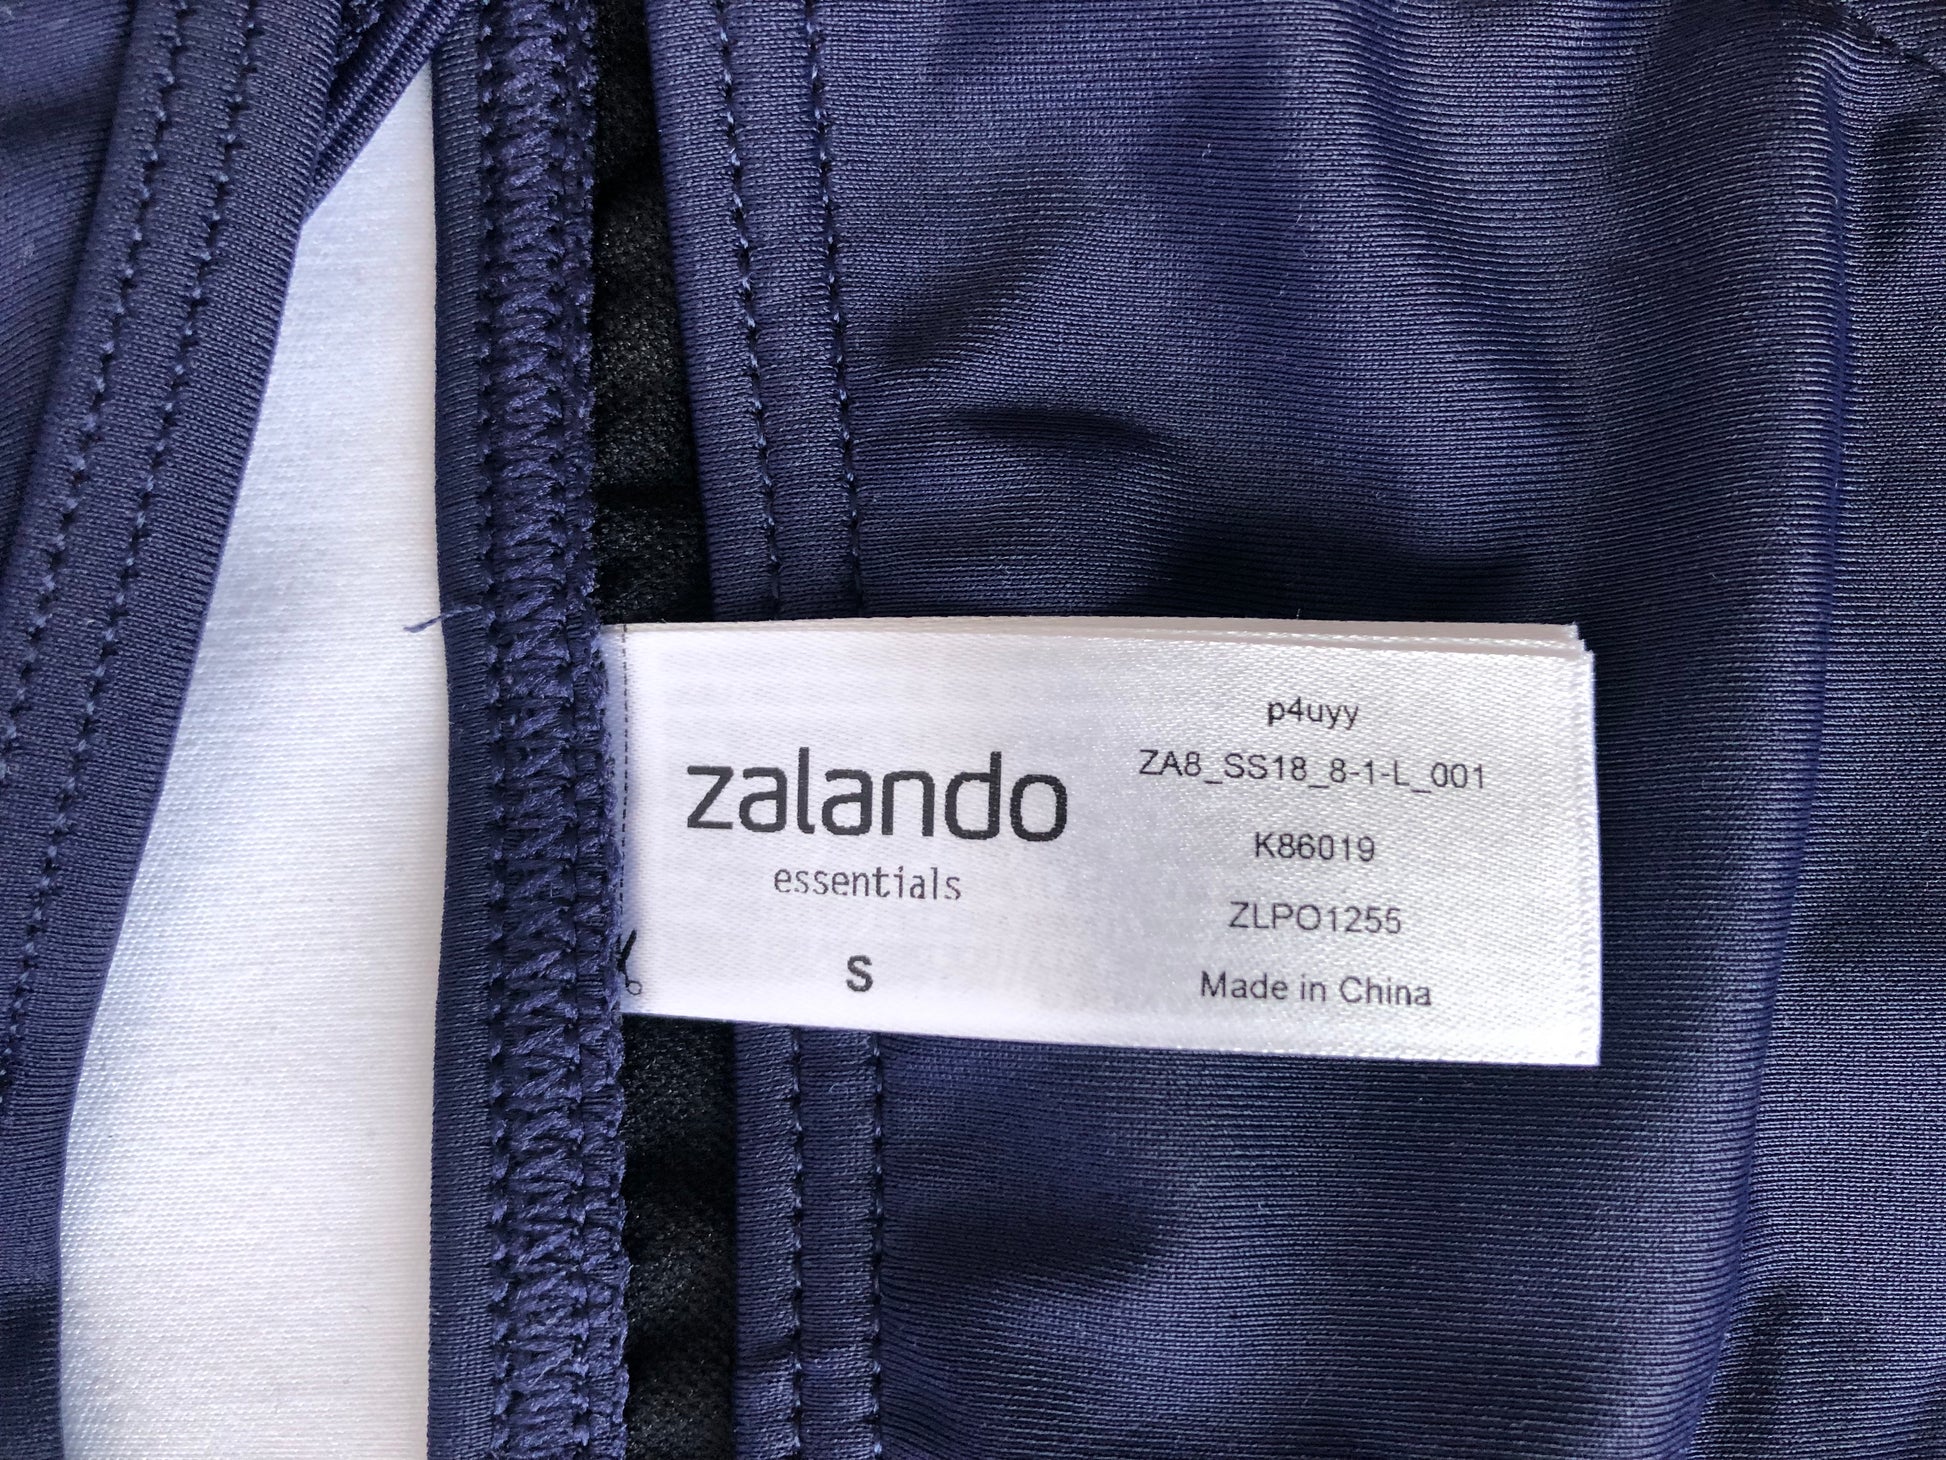 zalando
essentials
S
p4uyy
ZA8_SS18_8-1-L_001
K86019
ZLPO1255
Made in China